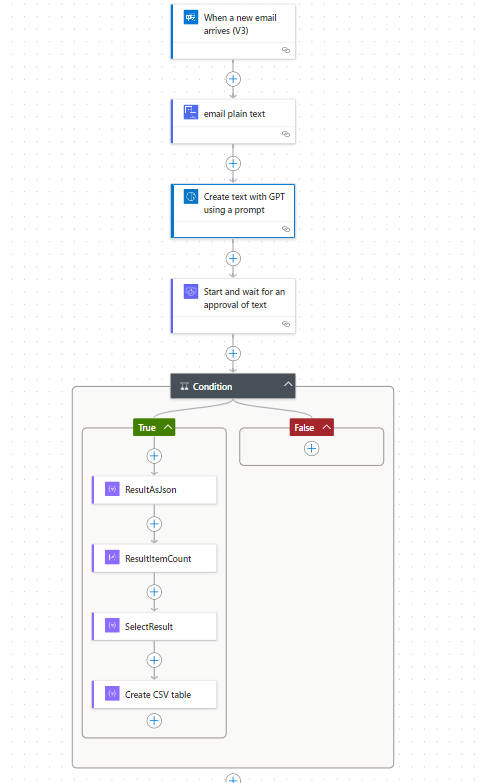 When a new email
arrives (V3)
email plain text
Create text with GPT
using a prompt
Start and wait for an
approval of text
Condition
True
False
ResultAsJson
ResultItemCount
SelectResult
Create CSV table